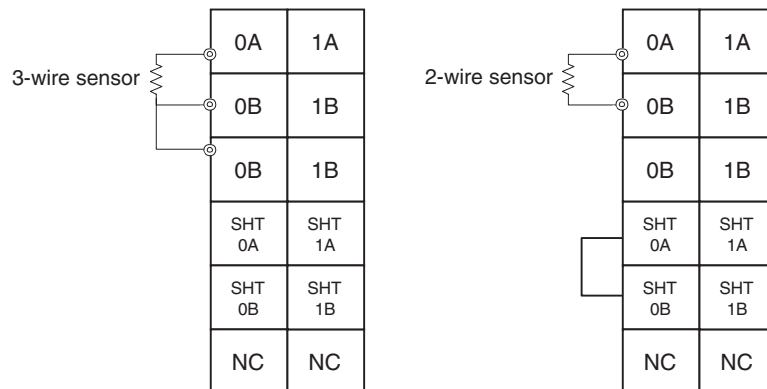 3-wire sensor
0A 1A
0B 1B
0B 1B
SHT 0A SHT 1A
SHT 0B SHT 1B
NC NC
2-wire sensor
0A 1A
0B 1B
0B 1B
SHT 0A SHT 1A
SHT 0B SHT 1B
NC NC